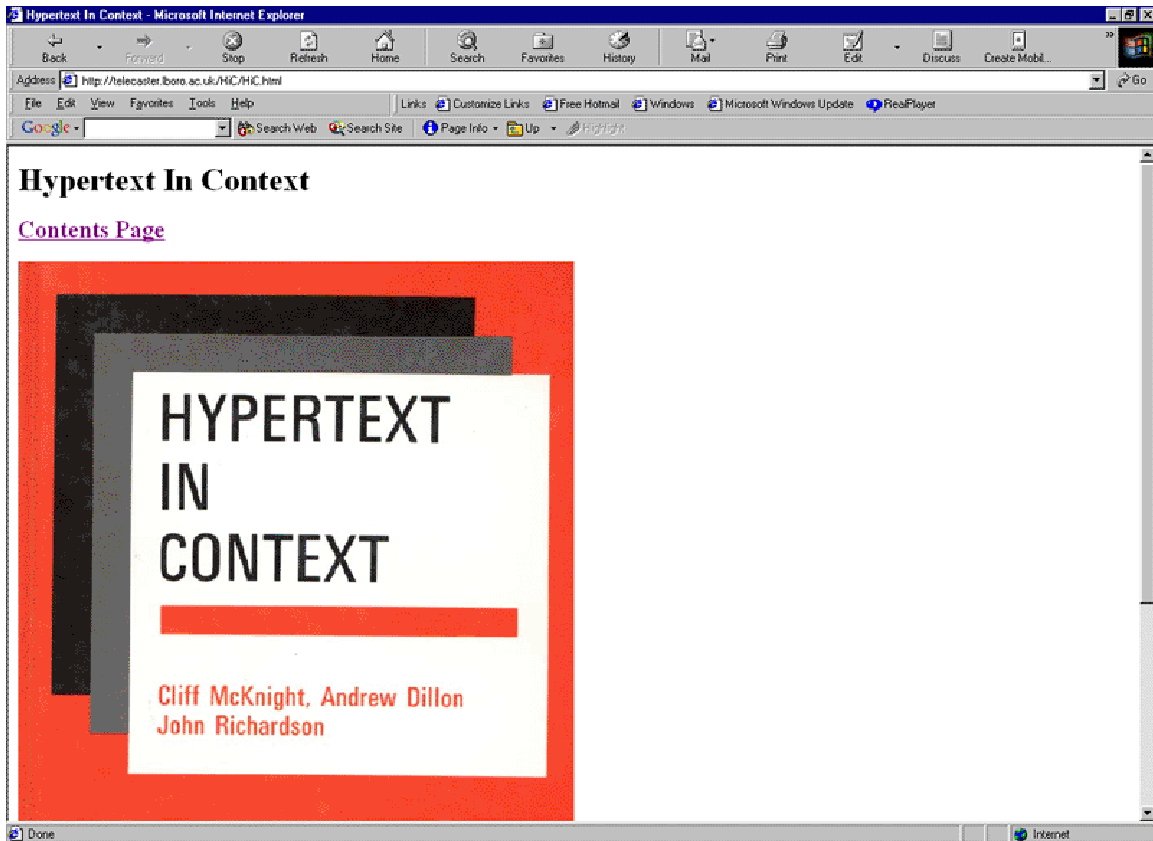 Hypertext In Context - Microsoft Internet Explorer
Back Forward Stop Refresh Home Search Favorites History Mail Print Edit Discuss Create Mobil... »
Address http://telecaster.lboro.ac.uk/HiC/HiC.html Go
File Edit View Favorites Tools Help Links Customize Links Free Hotmail Windows Microsoft Windows Update RealPlayer
Google Search Web Search Site Page Info Up Highlight
Hypertext In Context
Contents Page
HYPERTEXT
IN
CONTEXT
Cliff McKnight, Andrew Dillon
John Richardson
Done Internet